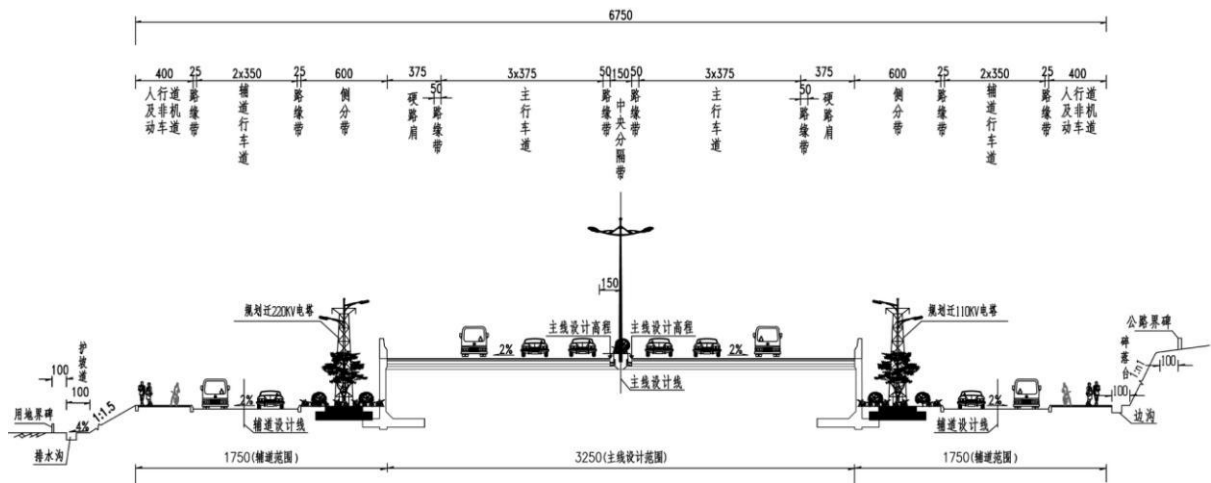 6750
400
25
2x350
25
600
375
3x375
50
150
50
3x375
375
600
25
2x350
25
400
50
50
人行道
及非机
动车道
路缘带
辅道行车道
路缘带
侧分带
硬路肩
路缘带
主行车道
路缘带
中央分隔带
路缘带
主行车道
路缘带
硬路肩
侧分带
路缘带
辅道行车道
路缘带
人行道
及非机
动车道
150
规划迁220KV电塔
主线设计高程
主线设计高程
规划迁110KV电塔
公路界碑
护坡道
碎落台
2%
2%
主线设计线
100
100
1:1.5
用地界碑
4%
排水沟
2%
辅道设计线
2%
辅道设计线
100
100
1:n1
边沟
1750(辅道范围)
3250(主线设计范围)
1750(辅道范围)